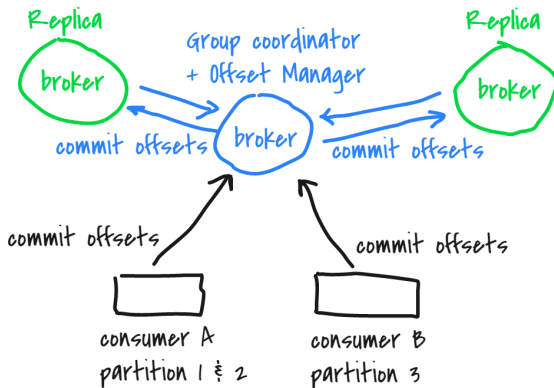 Replica
broker
Group coordinator
+ Offset Manager
Replica
broker
broker
commit offsets
commit offsets
commit offsets
commit offsets
consumer A
partition 1 & 2
consumer B
partition 3